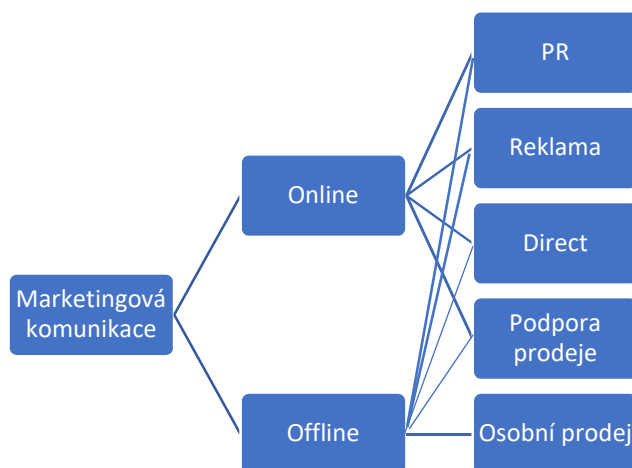 PR
Reklama
Online
Direct
Marketingová
komunikace
Podpora
prodeje
Offline
Osobní prodej